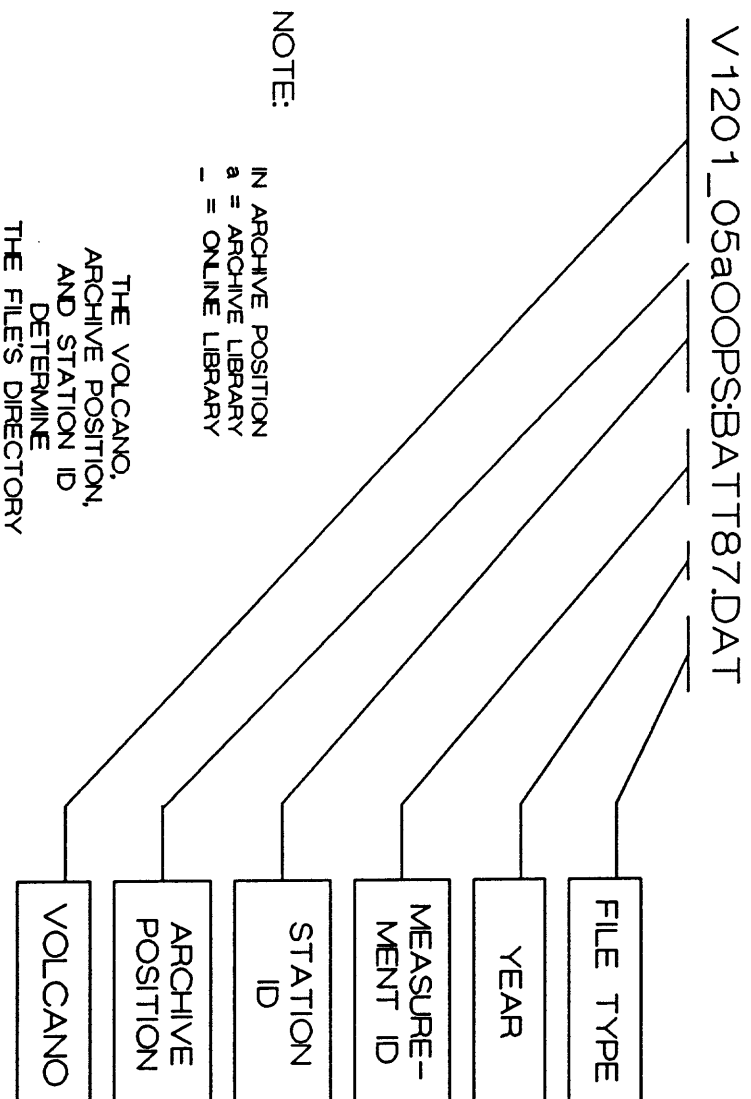 V1201_05aOOPS:BATT87.DAT
FILE TYPE
YEAR
MEASURE-
MENT ID
STATION
ID
ARCHIVE
POSITION
VOLCANO
NOTE:
IN ARCHIVE POSITION
a = ARCHIVE LIBRARY
_ = ONLINE LIBRARY
THE VOLCANO,
ARCHIVE POSITION,
AND STATION ID
DETERMINE
THE FILE'S DIRECTORY